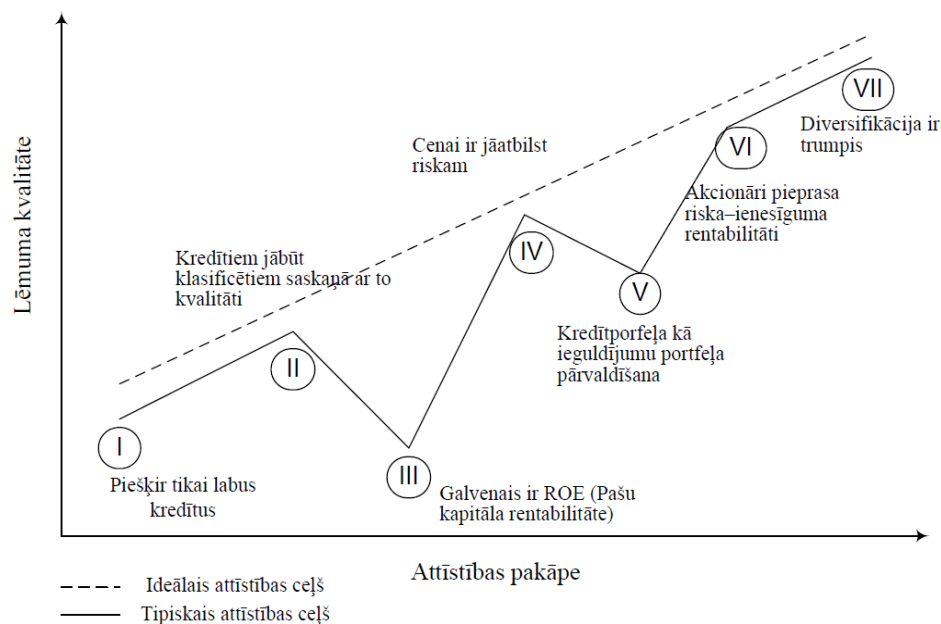 Lēmuma kvalitāte
VII
Diversifikācija ir
trumpis
Cenai ir jāatbilst
riskam
VI
Akcionāri pieprasa
riska–ienesīguma
rentabilitāti
IV
Kredītiem jābūt
klasificētiem saskaņā ar to
kvalitāti
V
Kredītporfeļa kā
ieguldījumu portfeļa
pārvaldīšana
II
I
Piešķir tikai labus
kredītus
III
Galvenais ir ROE (Pašu
kapitāla rentabilitāte)
Attīstības pakāpe
Ideālais attīstības ceļš
Tipiskais attīstības ceļš